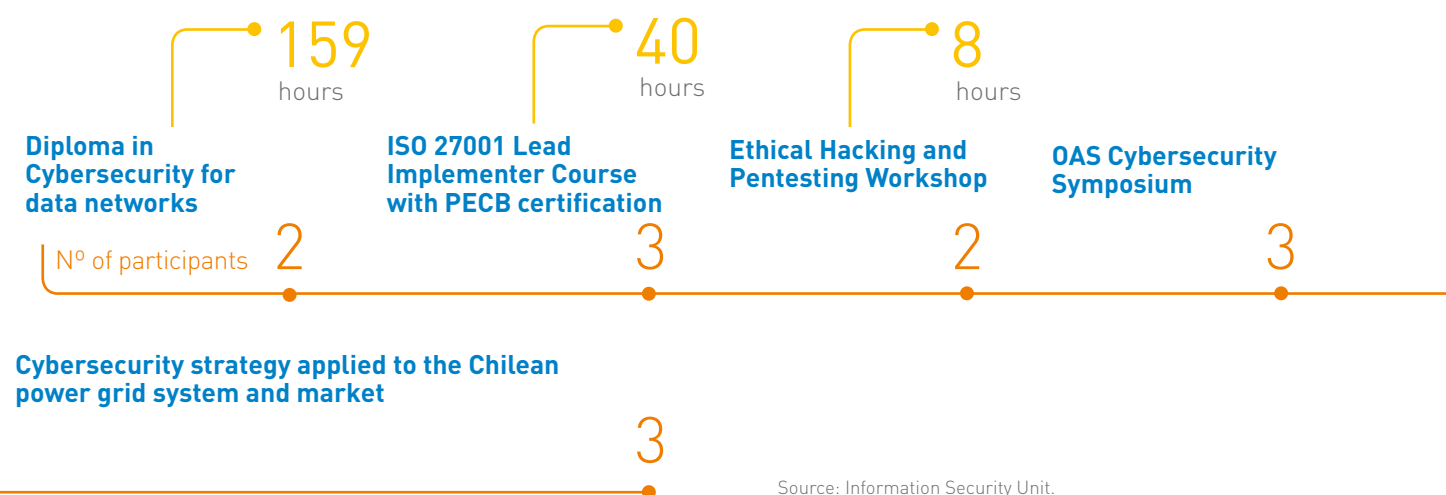 159
hours
40
hours
8
hours
Diploma in
Cybersecurity for
data networks
ISO 27001 Lead
Implementer Course
with PECB certification
Ethical Hacking and
Pentesting Workshop
OAS Cybersecurity
Symposium
Nº of participants
2
3
2
3
Cybersecurity strategy applied to the Chilean
power grid system and market
3
Source: Information Security Unit.